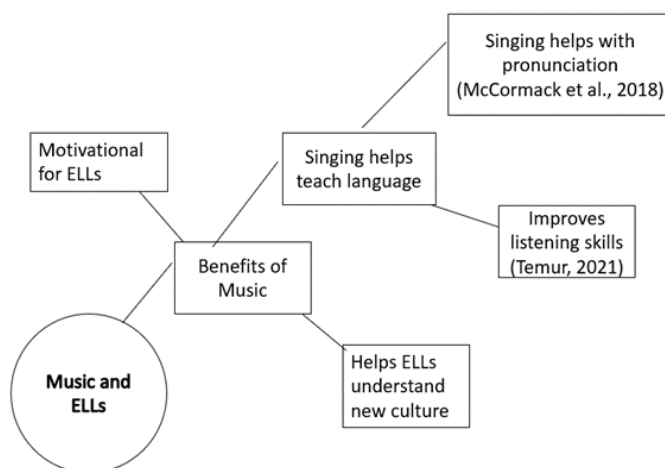 Singing helps with
pronunciation
(McCormack et al., 2018)
Motivational
for ELLs
Singing helps
teach language
Improves
listening skills
(Temur, 2021)
Benefits of
Music
Music and
ELLs
Helps ELLs
understand
new culture